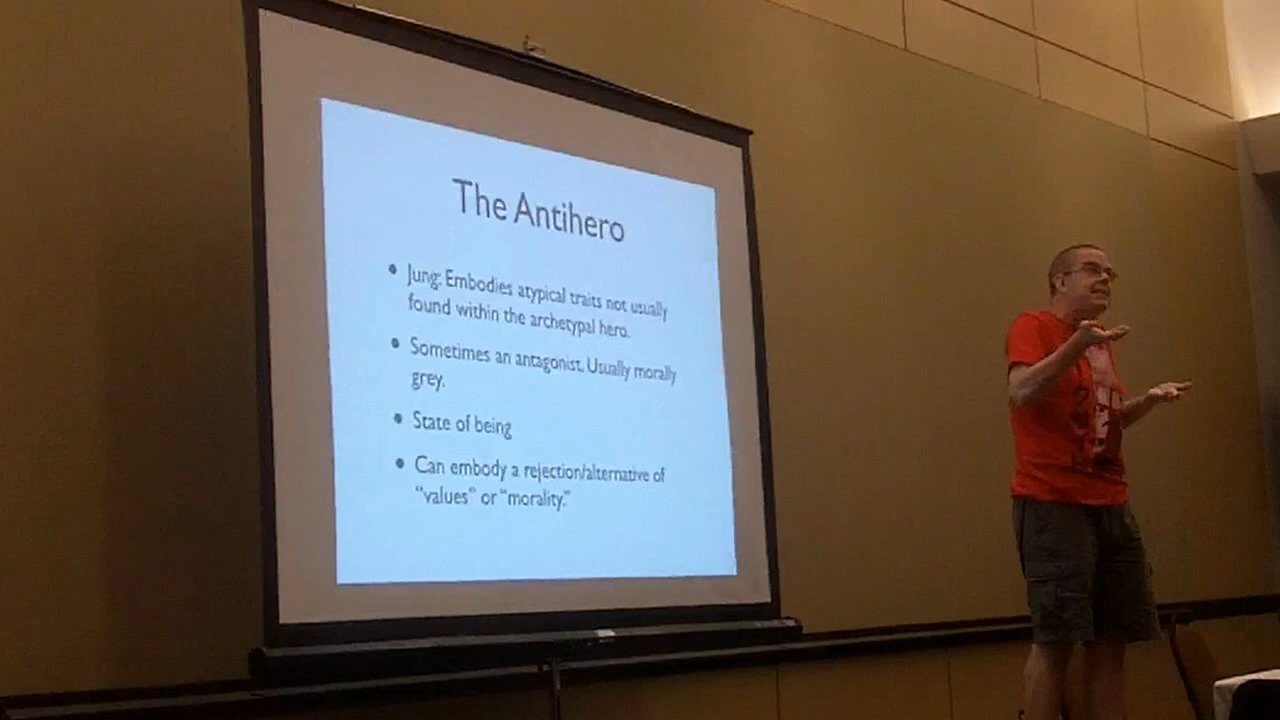 The Antihero
Jung: Embodies atypical traits not usually
found within the archetypal hero.
Sometimes an antagonist. Usually morally
grey.
State of being
Can embody a rejection/alternative of
“values” or “morality.”